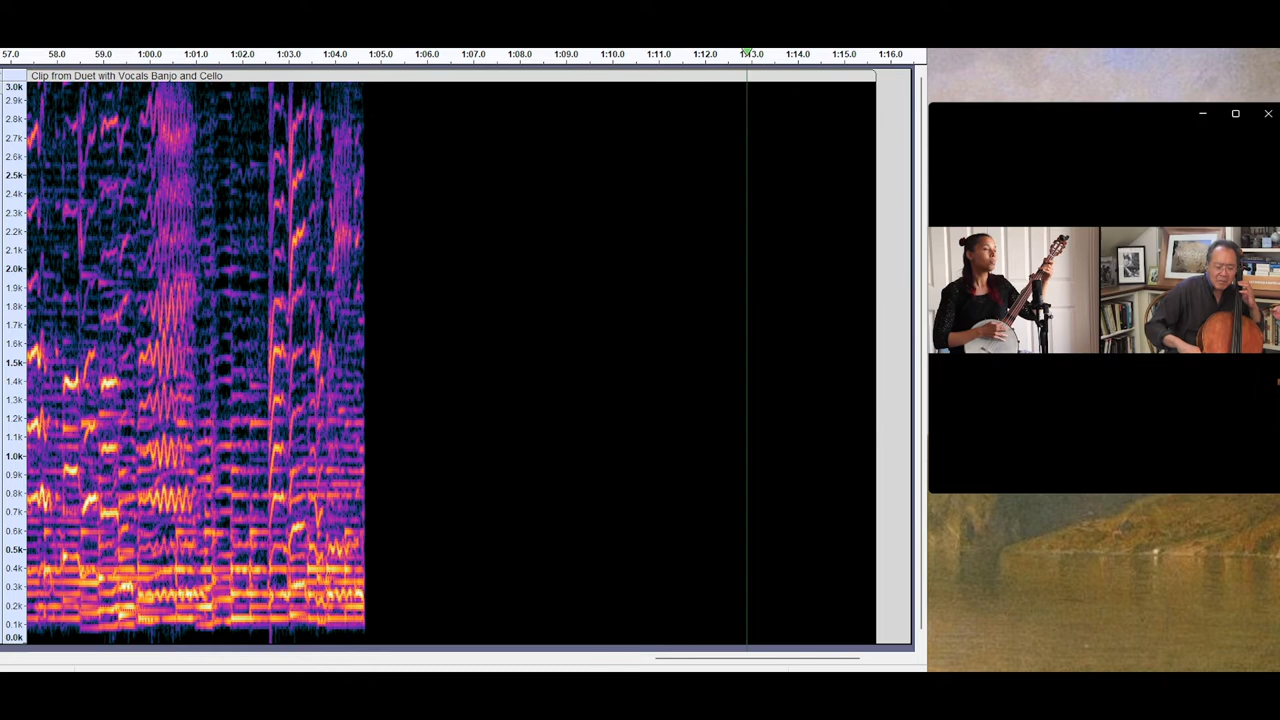 57.0 58.0 59.0 1:00.0 1:01.0 1:02.0 1:03.0 1:04.0 1:05.0 1:06.0 1:07.0 1:08.0 1:09.0 1:10.0 1:11.0 1:12.0 1:13.0 1:14.0 1:15.0 1:16.0
Clip from Duet with Vocals Banjo and Cello
3.0k
2.9k
2.8k
2.7k
2.6k
2.5k
2.4k
2.3k
2.2k
2.1k
2.0k
1.9k
1.8k
1.7k
1.6k
1.5k
1.4k
1.3k
1.2k
1.1k
1.0k
0.9k
0.8k
0.7k
0.6k
0.5k
0.4k
0.3k
0.2k
0.1k
0.0k